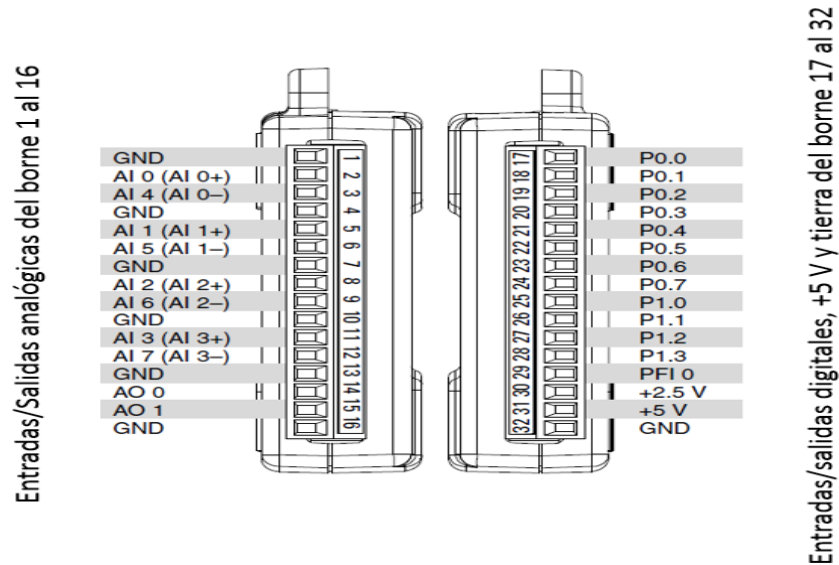 Entradas/Salidas analógicas del borne 1 al 16
GND
AI 0 (AI 0+)
AI 4 (AI 0–)
GND
AI 1 (AI 1+)
AI 5 (AI 1–)
GND
AI 2 (AI 2+)
AI 6 (AI 2–)
GND
AI 3 (AI 3+)
AI 7 (AI 3–)
GND
AO 0
AO 1
GND
1
2
3
4
5
6
7
8
9
10
11
12
13
14
15
16
17
18
19
20
21
22
23
24
25
26
27
28
29
30
31
32
P0.0
P0.1
P0.2
P0.3
P0.4
P0.5
P0.6
P0.7
P1.0
P1.1
P1.2
P1.3
PFI 0
+2.5 V
+5 V
GND
Entradas/salidas digitales, +5 V y tierra del borne 17 al 32